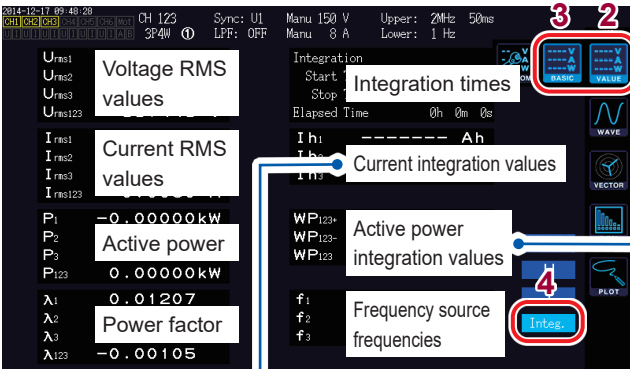 2014-12-17 09:48:28
CH1 CH2 CH3 CH4 CH5 CH6 Mot
U I U I U I U I U I U I A B
CH 123
3P4W ①
Sync: U1
LPF: OFF
Manu 150 V
Manu 8 A
Upper: 2MHz 50ms
Lower: 1 Hz
3
2
BASIC
VALUE
WAVE
VECTOR
PLOT
Urms1
Urms2
Urms3
Urms123
Voltage RMS
values
Irms1
Irms2
Irms3
Irms123
Current RMS
values
P1 -0.00000kW
P2
P3
Active power
P123 0.00000kW
λ1 0.01207
λ2
λ3
Power factor
λ123 -0.00105
Integration
Start
Stop
Integration times
Elapsed Time 0h 0m 0s
Ih1 ------- Ah
Ih3
Current integration values
WP123+
WP123-
WP123
Active power
integration values
f1
f2
f3
Frequency source
frequencies
4
Integ.